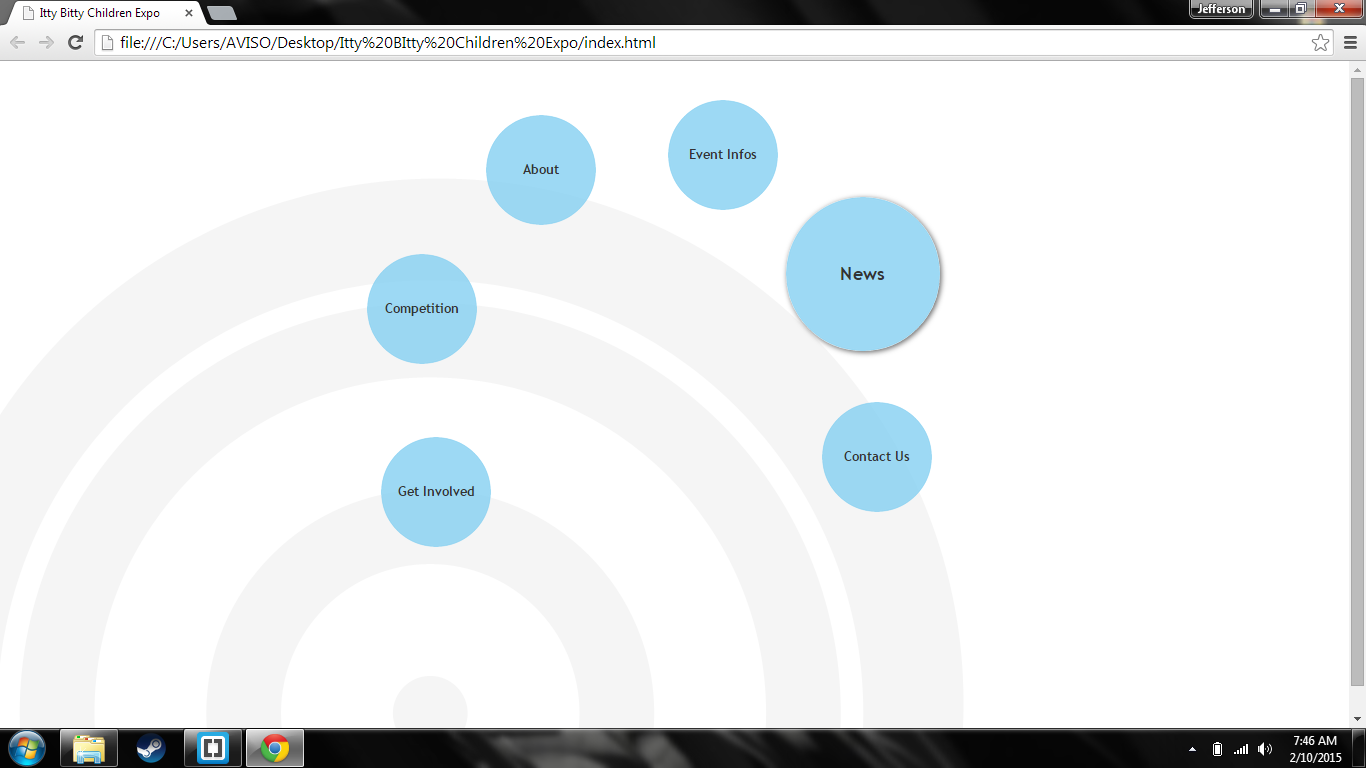 Itty Bitty Children Expo
Jefferson
file:///C:/Users/AVISO/Desktop/Itty%20BItty%20Children%20Expo/index.html
Event Infos
About
News
Competition
Contact Us
Get Involved
7:46 AM
2/10/2015